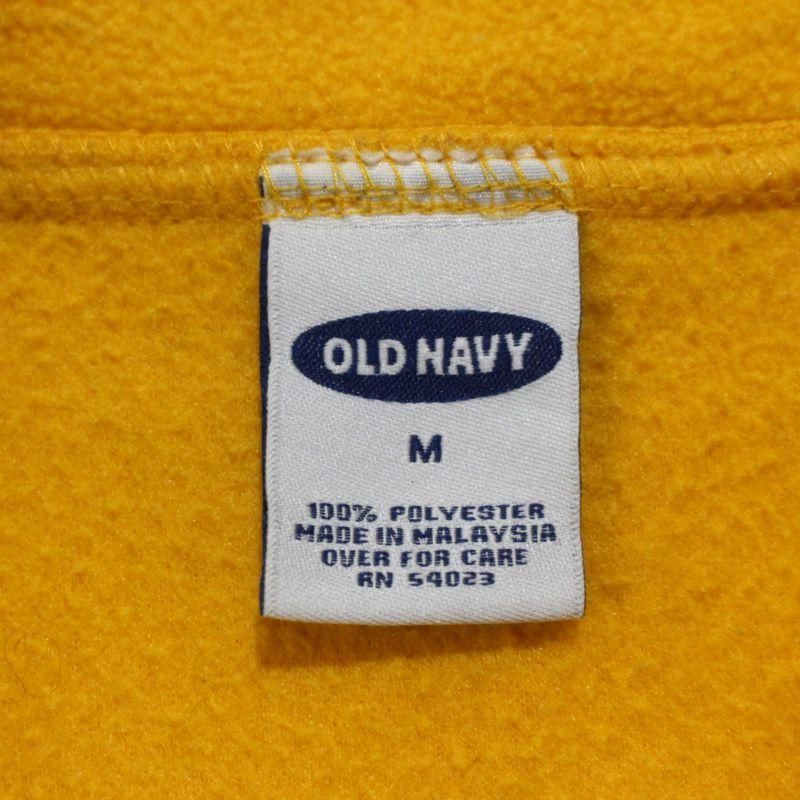 OLD NAVY
M
100% POLYESTER
MADE IN MALAYSIA
OVER FOR CARE
RN 54023